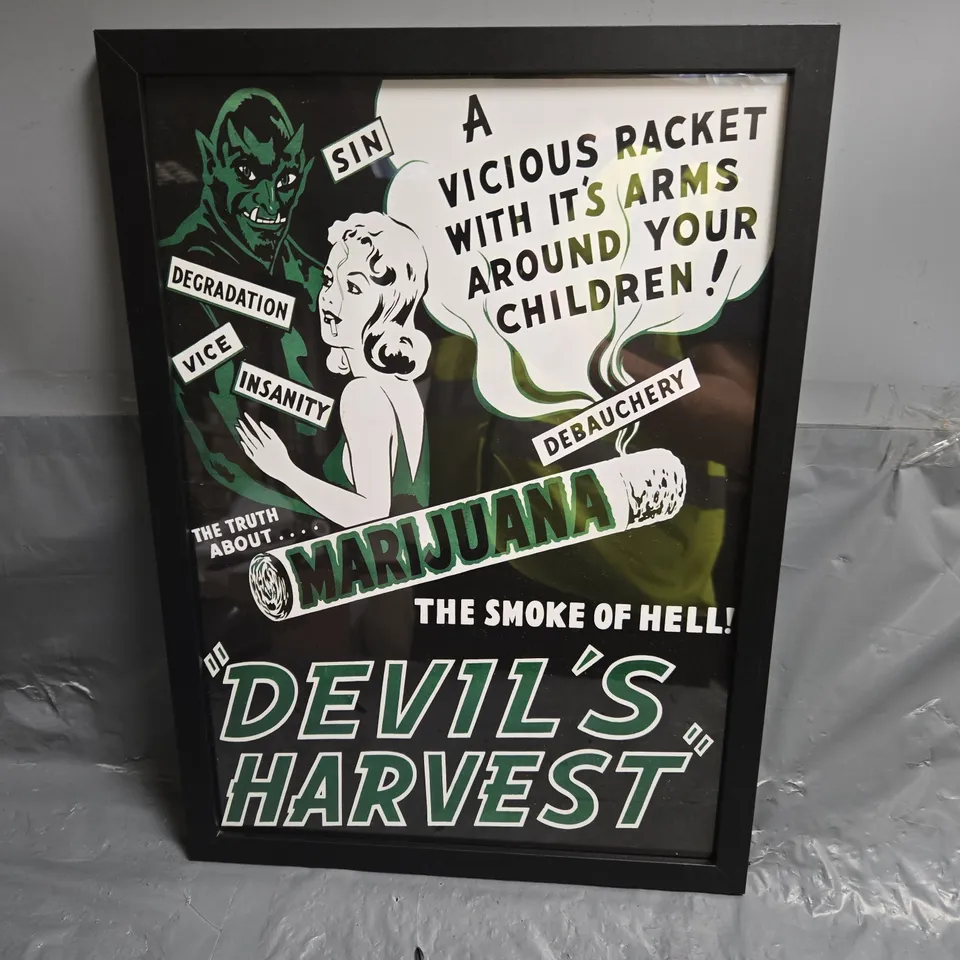 SIN
A
VICIOUS RACKET
WITH IT'S ARMS
AROUND YOUR
CHILDREN!
DEGRADATION
VICE
INSANITY
DEBAUCHERY
THE TRUTH
ABOUT....
MARIJUANA
THE SMOKE OF HELL!
"DEVIL'S
HARVEST"